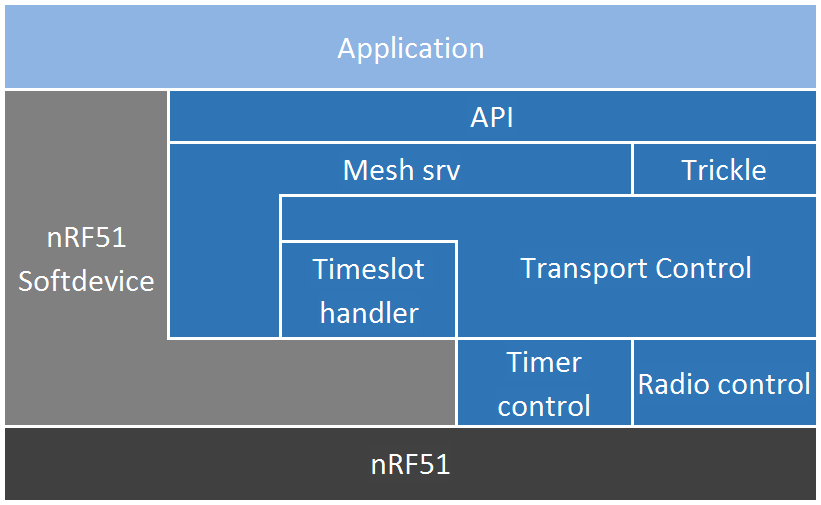 Application
API
Mesh srv
Trickle
nRF51
Softdevice
Timeslot
handler
Transport Control
Timer
control
Radio control
nRF51